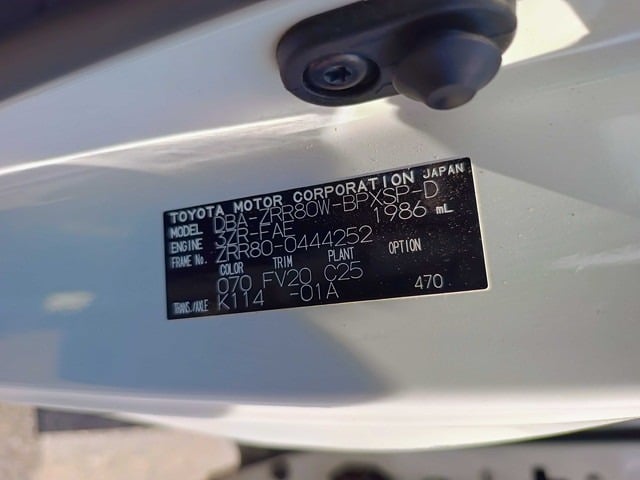 TOYOTA MOTOR CORPORATION JAPAN
MODEL DBA-ZRR80W-BPXSP-D
ENGINE 3ZR-FAE 1986 mL
FRAME No. ZRR80-0444252
COLOR TRIM PLANT OPTION
070 FV20 C25
TRANS./AXLE K114 -01A 470